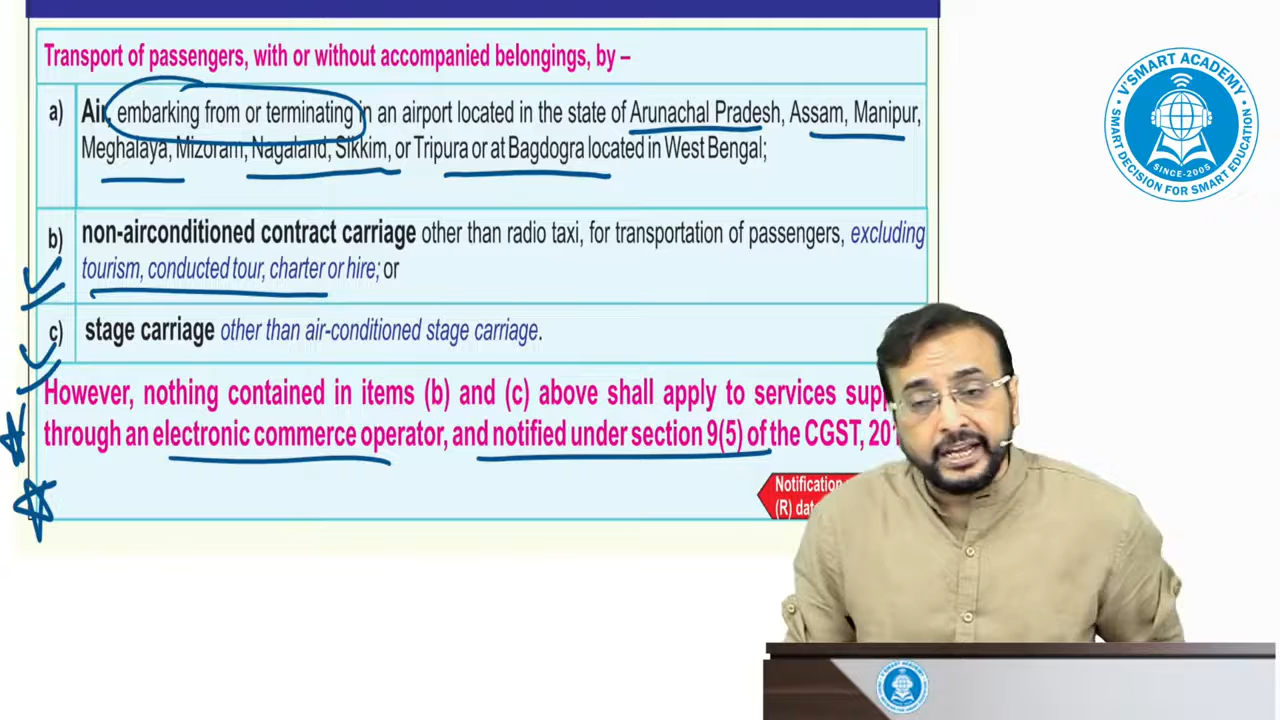 Transport of passengers, with or without accompanied belongings, by –
a) Air, embarking from or terminating in an airport located in the state of Arunachal Pradesh, Assam, Manipur,
Meghalaya, Mizoram, Nagaland, Sikkim, or Tripura or at Bagdogra located in West Bengal;
b) non-airconditioned contract carriage other than radio taxi, for transportation of passengers, excluding
tourism, conducted tour, charter or hire; or
c) stage carriage other than air-conditioned stage carriage.
However, nothing contained in items (b) and (c) above shall apply to services
through an electronic commerce operator, and notified under section 9(5) of the CGST,
Notification
(R)
V'SMART ACADEMY
SINCE-2005
SMART DECISION FOR SMART EDUCATION